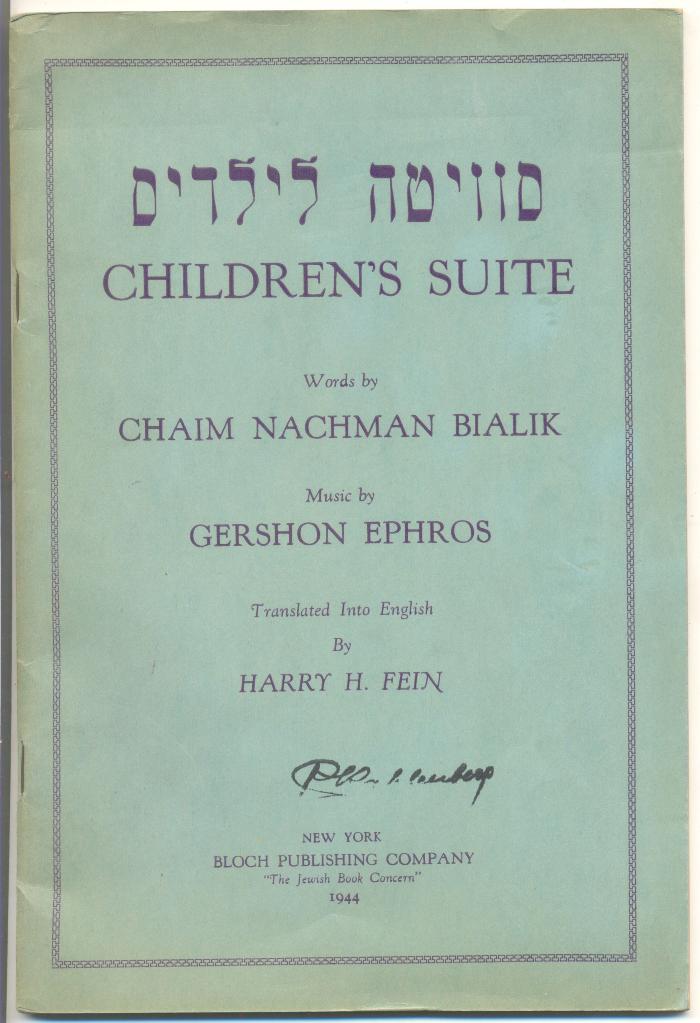 סוויטה לילדים
CHILDREN'S SUITE
Words by
CHAIM NACHMAN BIALIK
Music by
GERSHON EPHROS
Translated Into English
By
HARRY H. FEIN
NEW YORK
BLOCH PUBLISHING COMPANY
"The Jewish Book Concern"
1944